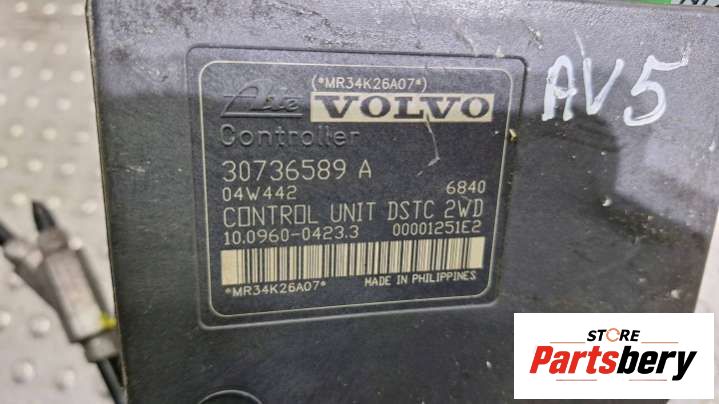 (*MR34K26A07*)
Ate VOLVO
Controller
30736589 A
04W442 6840
CONTROL UNIT DSTC 2WD
10.0960-0423.3 00001251E2
*MR34K26A07* MADE IN PHILIPPINES
AV5
STORE
Partsbery